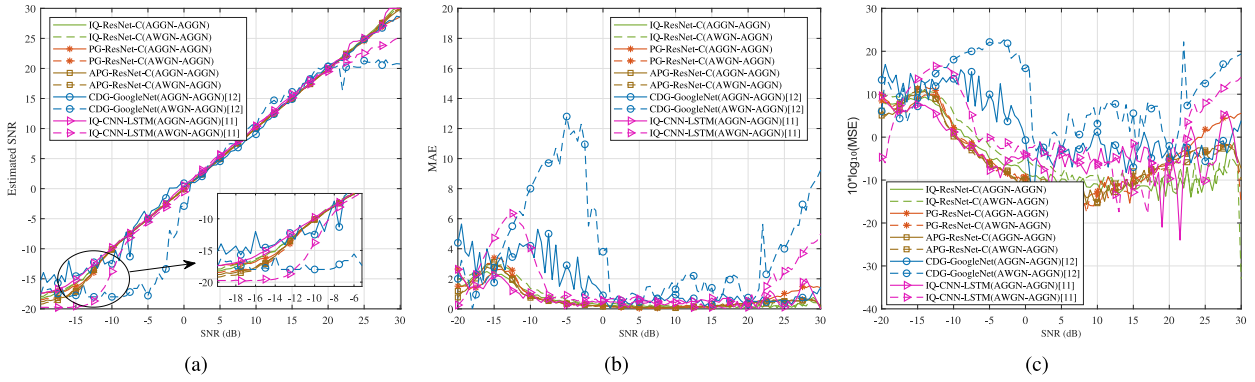 30
25
20
15
10
5
0
-5
-10
-15
-20
Estimated SNR
IQ-ResNet-C(AGGN-AGGN)
IQ-ResNet-C(AWGN-AGGN)
PG-ResNet-C(AGGN-AGGN)
PG-ResNet-C(AWGN-AGGN)
APG-ResNet-C(AGGN-AGGN)
APG-ResNet-C(AWGN-AGGN)
CDG-GoogleNet(AGGN-AGGN)[12]
CDG-GoogleNet(AWGN-AGGN)[12]
IQ-CNN-LSTM(AGGN-AGGN)[11]
IQ-CNN-LSTM(AWGN-AGGN)[11]
-10
-15
-20
-18 -16 -14 -12 -10 -8 -6
-15 -10 -5 0 5 10 15 20 25 30
SNR (dB)
(a)
20
18
16
14
12
10
8
6
4
2
0
MAE
IQ-ResNet-C(AGGN-AGGN)
IQ-ResNet-C(AWGN-AGGN)
PG-ResNet-C(AGGN-AGGN)
PG-ResNet-C(AWGN-AGGN)
APG-ResNet-C(AGGN-AGGN)
APG-ResNet-C(AWGN-AGGN)
CDG-GoogleNet(AGGN-AGGN)[12]
CDG-GoogleNet(AWGN-AGGN)[12]
IQ-CNN-LSTM(AGGN-AGGN)[11]
IQ-CNN-LSTM(AWGN-AGGN)[11]
-20 -15 -10 -5 0 5 10 15 20 25 30
SNR (dB)
(b)
30
20
10
0
-10
-20
-30
-40
10*log10(MSE)
IQ-ResNet-C(AGGN-AGGN)
IQ-ResNet-C(AWGN-AGGN)
PG-ResNet-C(AGGN-AGGN)
PG-ResNet-C(AWGN-AGGN)
APG-ResNet-C(AGGN-AGGN)
APG-ResNet-C(AWGN-AGGN)
CDG-GoogleNet(AGGN-AGGN)[12]
CDG-GoogleNet(AWGN-AGGN)[12]
IQ-CNN-LSTM(AGGN-AGGN)[11]
IQ-CNN-LSTM(AWGN-AGGN)[11]
-20 -15 -10 -5 0 5 10 15 20 25 30
SNR (dB)
(c)